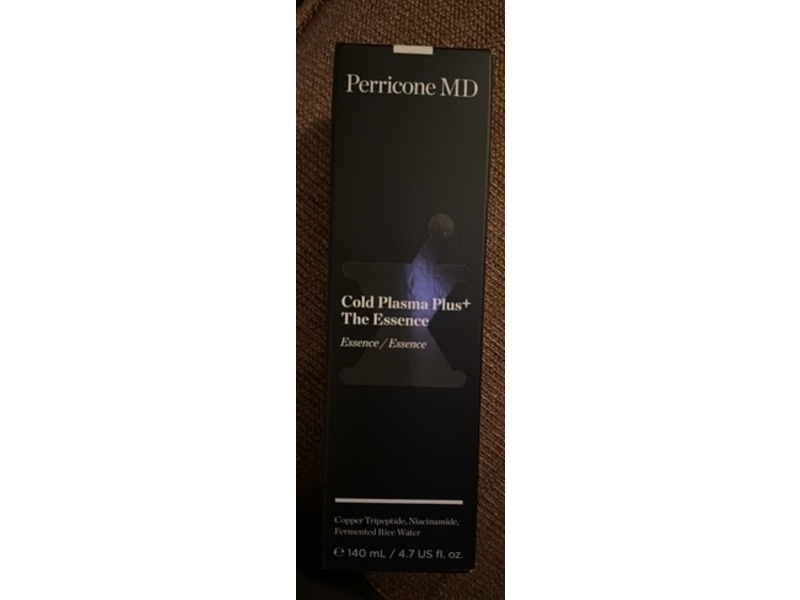 Perricone MD
Cold Plasma Plus+
The Essence
Essence / Essence
Copper Tripeptide, Niacinamide,
Fermented Rice Water
℮ 140 mL / 4.7 US fl. oz.